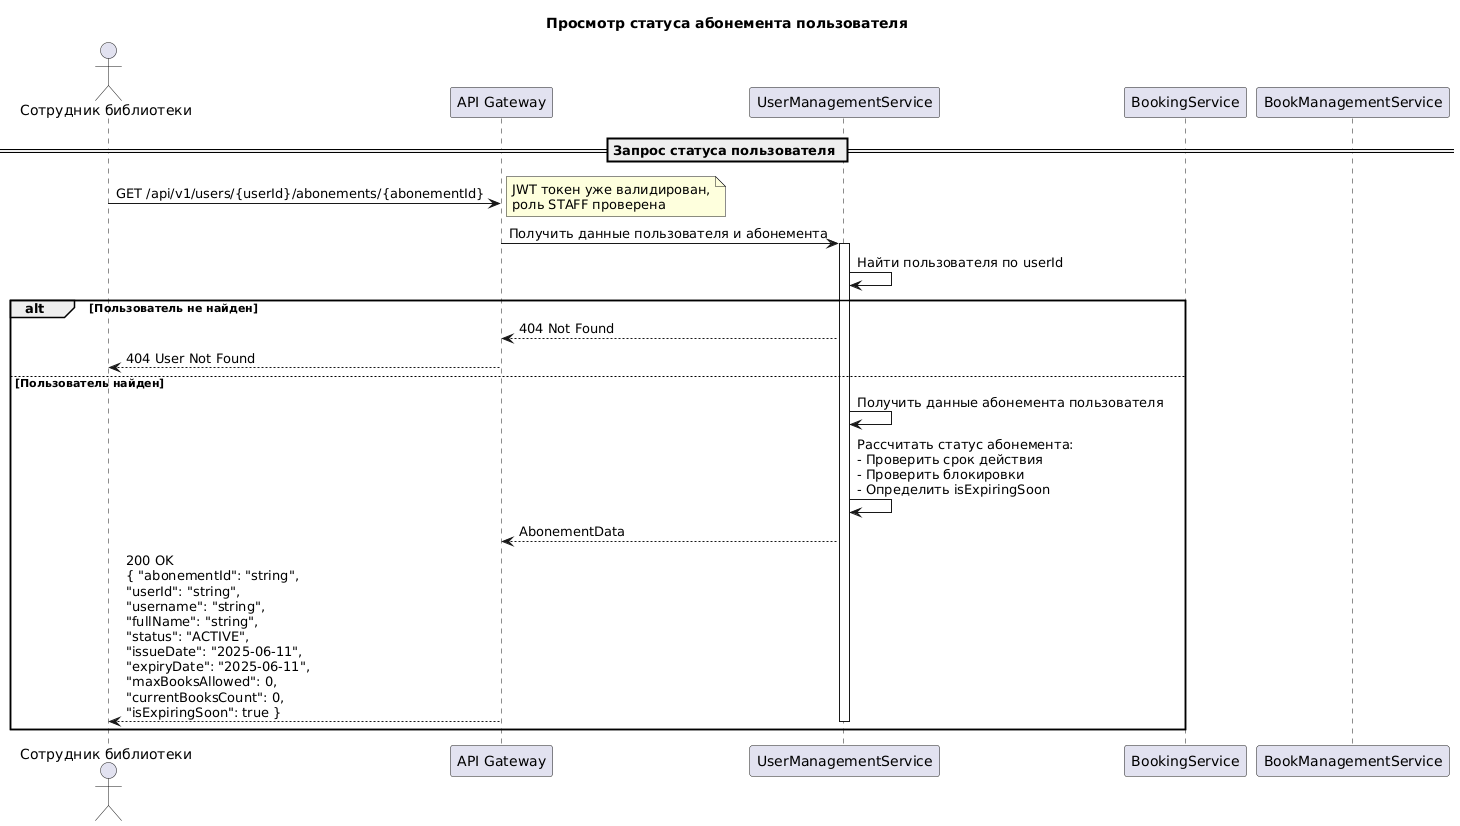 Просмотр статуса абонемента пользователя
Сотрудник библиотеки
API Gateway
UserManagementService
BookingService
BookManagementService
Запрос статуса пользователя
GET /api/v1/users/{userId}/abonements/{abonementId}
JWT токен уже валидирован,
роль STAFF проверена
Получить данные пользователя и абонемента
Найти пользователя по userId
alt
[Пользователь не найден]
404 Not Found
404 User Not Found
[Пользователь найден]
Получить данные абонемента пользователя
Рассчитать статус абонемента:
- Проверить срок действия
- Проверить блокировки
- Определить isExpiringSoon
AbonementData
200 OK
{ "abonementId": "string",
"userId": "string",
"username": "string",
"fullName": "string",
"status": "ACTIVE",
"issueDate": "2025-06-11",
"expiryDate": "2025-06-11",
"maxBooksAllowed": 0,
"currentBooksCount": 0,
"isExpiringSoon": true }
Сотрудник библиотеки
API Gateway
UserManagementService
BookingService
BookManagementService